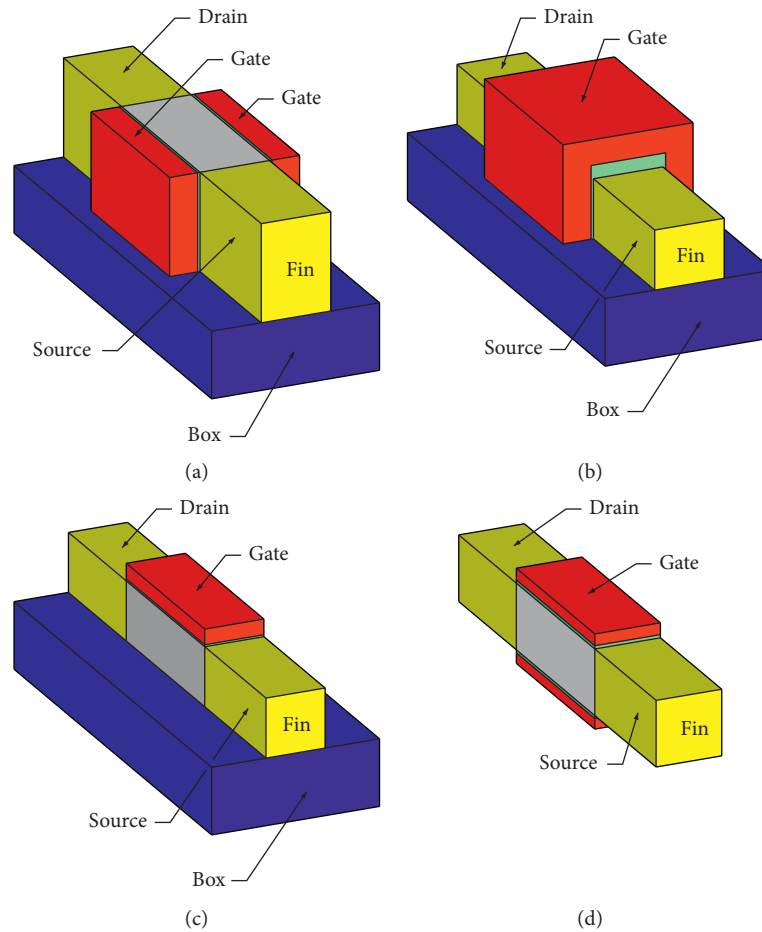 Drain
Gate
Gate
Fin
Source
Box
(a)
Drain
Gate
Fin
Source
Box
(b)
Drain
Gate
Fin
Source
Box
(c)
Drain
Gate
Fin
Source
(d)